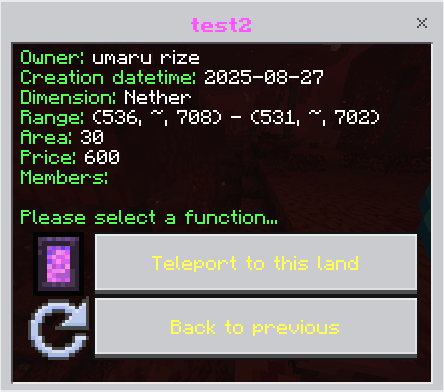 test2
×
Owner: umaru rize
Creation datetime: 2025-08-27
Dimension: Nether
Range: (536, ~, 708) - (531, ~, 702)
Area: 30
Price: 600
Members:
Please select a function...
Teleport to this land
Back to previous